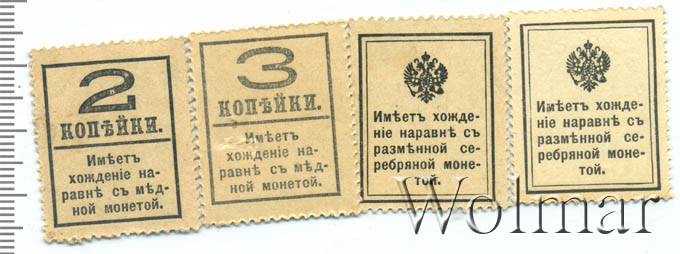 2
КОПѢЙКИ.
Имѣетъ
хожденіе на-
равнѣ съ мѣд-
ной монетой.
3
КОПѢЙКИ.
Имѣетъ
хожденіе на-
равнѣ съ мѣд-
ной монетой.
Имѣетъ хожде-
ніе наравнѣ съ
размѣнной се-
ребряной моне-
той.
Имѣетъ хожде-
ніе наравнѣ съ
размѣнной се-
ребряной моне-
той.
Wolmar